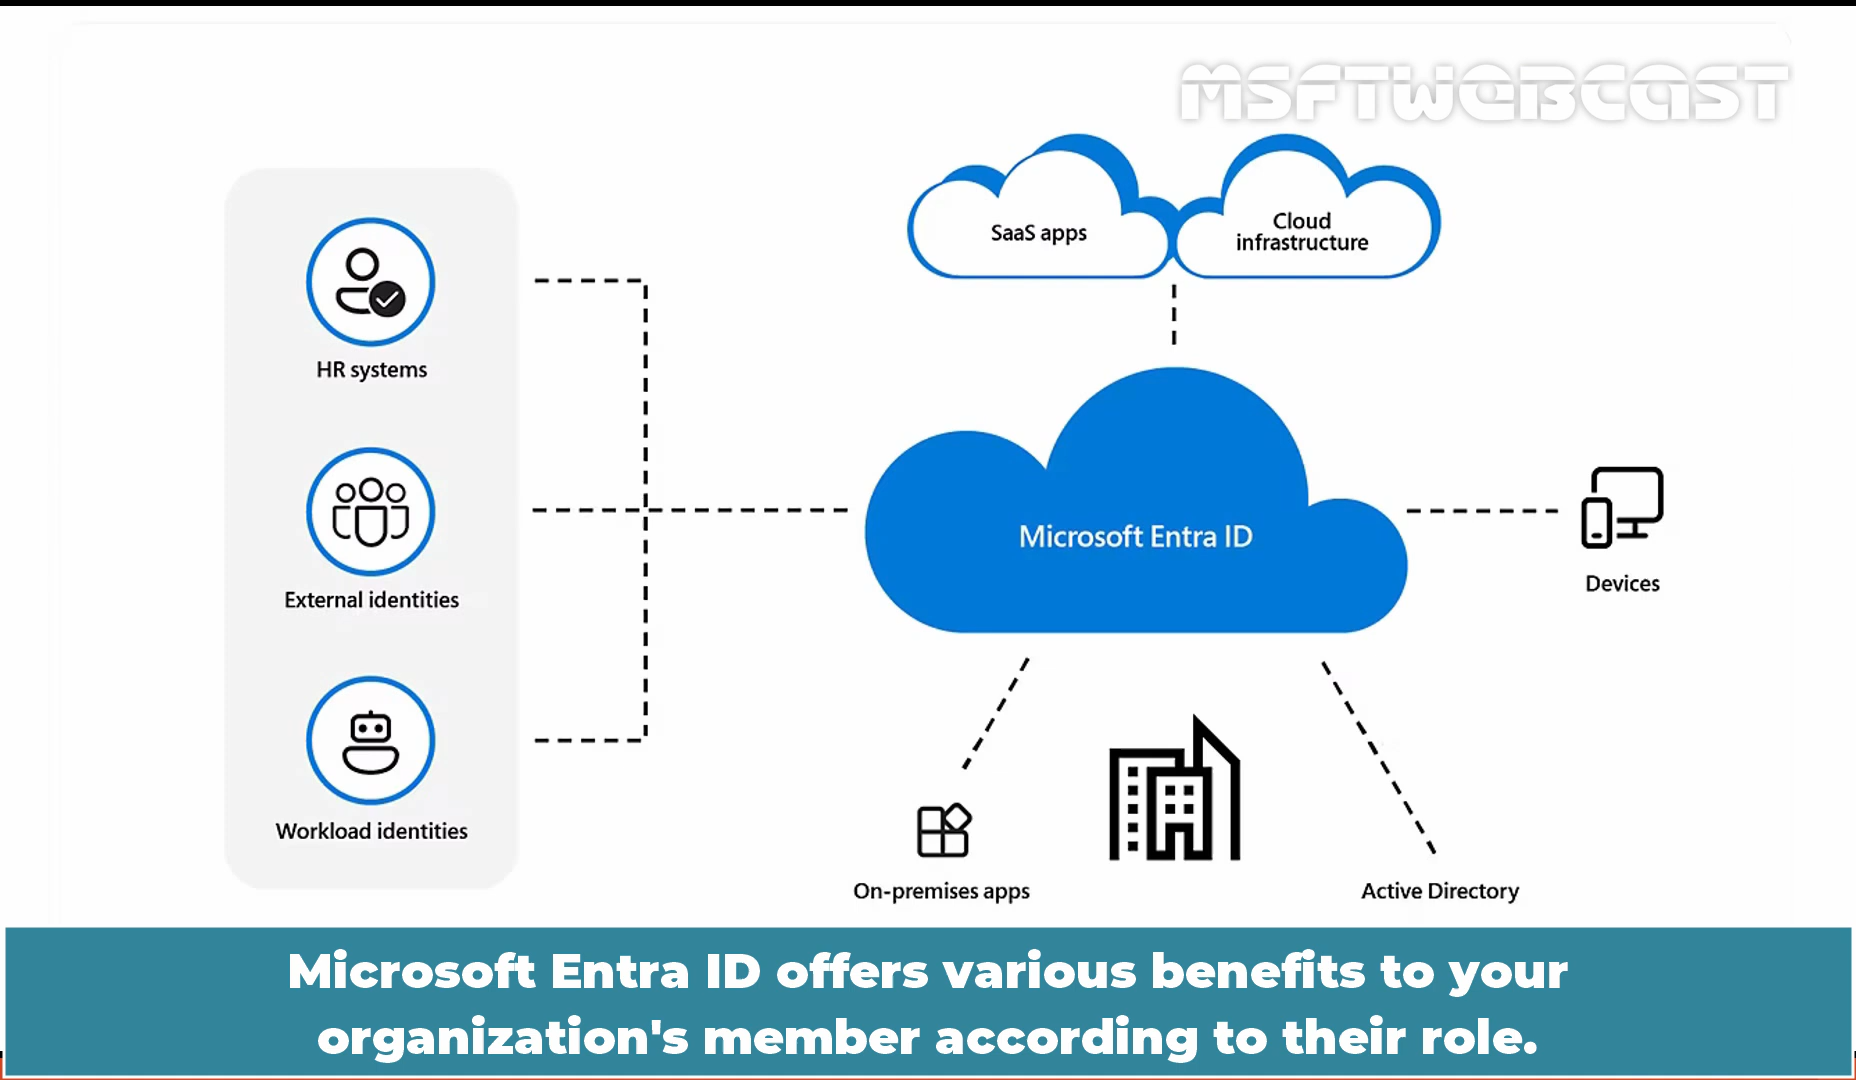 MSFTWEBCAST
SaaS apps
Cloud
infrastructure
HR systems
Microsoft Entra ID
Devices
External identities
Workload identities
On-premises apps
Active Directory
Microsoft Entra ID offers various benefits to your
organization's member according to their role.